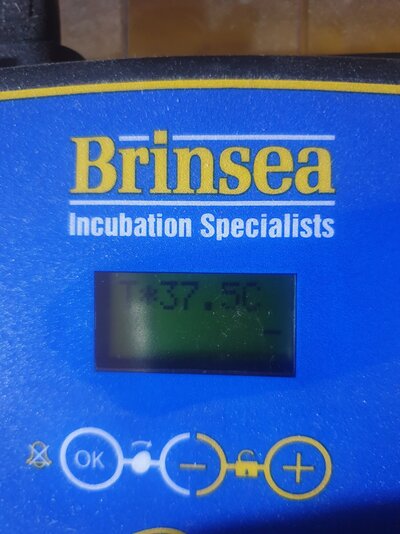 Brinsea
Incubation Specialists
T*37.5C
OK
− +